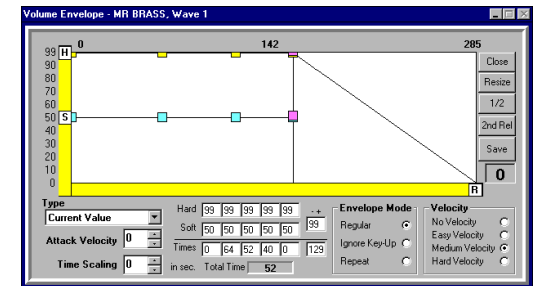 Volume Envelope - MR BRASS, Wave 1
0 142 285
99 H
90
80
70
60
50 S
40
30
20
10
0
R
Close
Resize
1/2
2nd Rel
Save
0
Type
Current Value
Attack Velocity 0
Time Scaling 0
Hard 99 99 99 99 99 - +
Soft 50 50 50 50 50 99
Times 0 64 52 40 0 129
in sec. Total Time 52
Envelope Mode
Regular
Ignore Key-Up
Repeat
Velocity
No Velocity
Easy Velocity
Medium Velocity
Hard Velocity